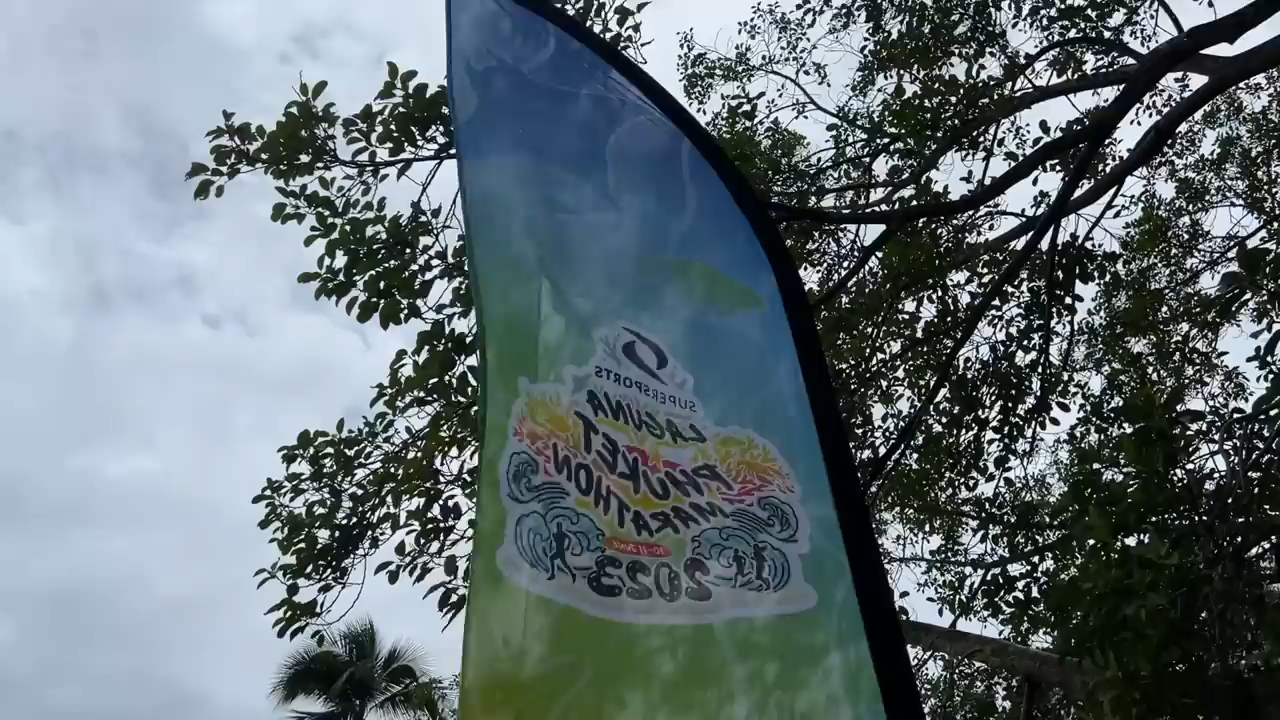 SUPERSPORTS
LAGUNA
PHUKET
MARATHON
10-11 JUNE
2023